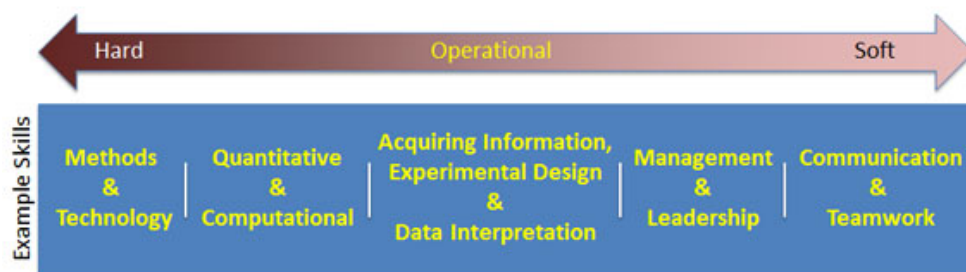 Hard Operational Soft
Example Skills
Methods
&
Technology
Quantitative
&
Computational
Acquiring Information,
Experimental Design
&
Data Interpretation
Management
&
Leadership
Communication
&
Teamwork